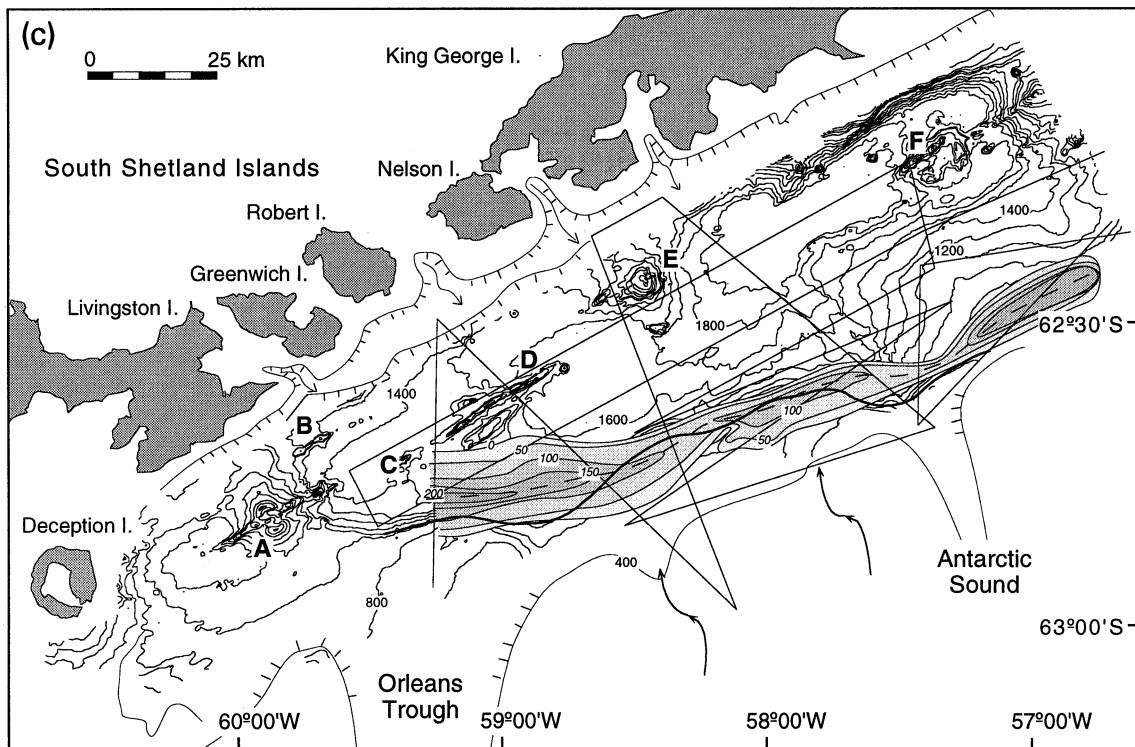 (c)
0 25 km
King George I.
South Shetland Islands
Nelson I.
Robert I.
Greenwich I.
Livingston I.
Deception I.
F
1400
1200
E
1800
62º30'S
D
1400
1600
100
50
B
C
50
100
150
200
A
400
800
Antarctic
Sound
63º00'S
Orleans
Trough
60º00'W
59º00'W
58º00'W
57º00'W